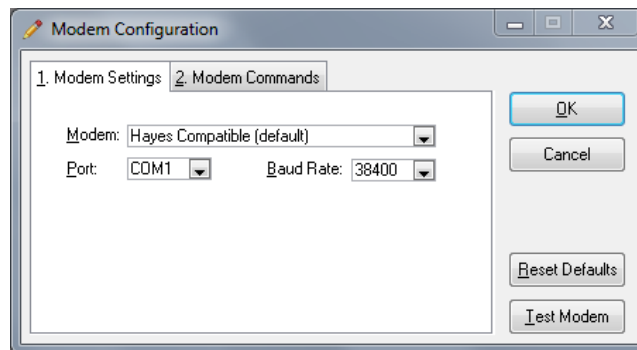 Modem Configuration
1. Modem Settings 2. Modem Commands
OK
Modem: Hayes Compatible (default)
Cancel
Port: COM1 Baud Rate: 38400
Reset Defaults
Test Modem